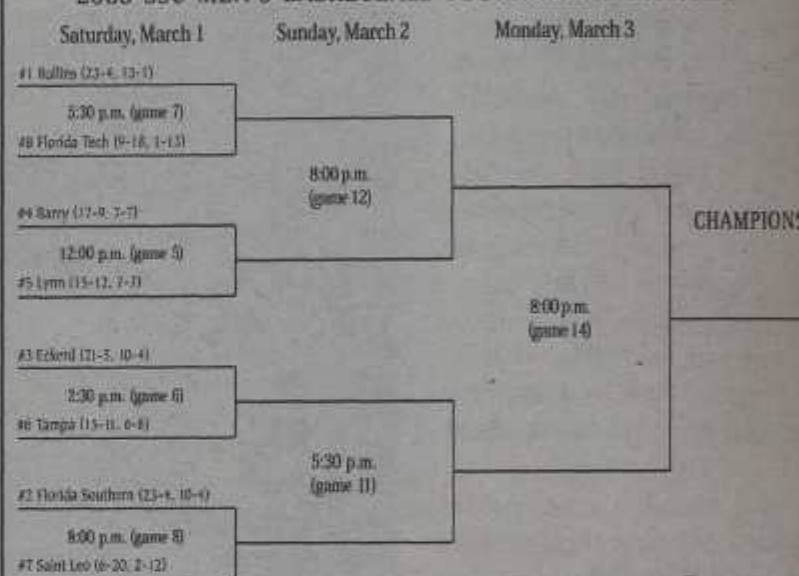 Saturday, March 1
Sunday, March 2
Monday, March 3
#1 Rollins (23-4, 13-1)
5:30 p.m. (game 7)
#8 Florida Tech (9-18, 1-13)
8:00 p.m.
(game 12)
#4 Barry (17-9, 7-7)
12:00 p.m. (game 5)
#5 Lynn (15-12, 7-7)
CHAMPIONS
8:00 p.m.
(game 14)
#3 Eckerd (21-5, 10-4)
2:30 p.m. (game 6)
#6 Tampa (15-11, 6-8)
5:30 p.m.
(game 11)
#2 Florida Southern (23-4, 10-4)
8:00 p.m. (game 8)
#7 Saint Leo (6-20, 2-12)